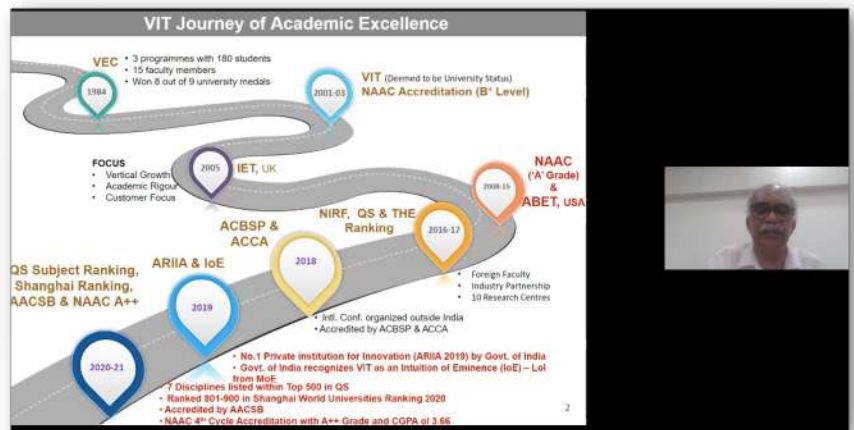 VIT Journey of Academic Excellence
VEC
• 3 programmes with 180 students
• 15 faculty members
• Won 8 out of 9 university medals
1984
2001-03
VIT (Deemed to be University Status)
NAAC Accreditation (B⁺ Level)
FOCUS
• Vertical Growth
• Academic Rigour
• Customer Focus
2005
IET, UK
2008-15
NAAC
('A' Grade)
&
ABET, USA
NIRF, QS & THE
Ranking
2016-17
• Foreign Faculty
• Industry Partnership
• 10 Research Centres
ACBSP &
ACCA
2018
• Intl. Conf. organized outside India
• Accredited by ACBSP & ACCA
ARIIA & IoE
2019
• No.1 Private institution for Innovation (ARIIA 2019) by Govt. of India
• Govt. of India recognizes VIT as an Intuition of Eminence (IoE) – LoI
from MoE
QS Subject Ranking,
Shanghai Ranking,
AACSB & NAAC A++
2020-21
• 7 Disciplines listed within Top 500 in QS
• Ranked 801-900 in Shanghai World Universities Ranking 2020
• Accredited by AACSB
• NAAC 4ᵗʰ Cycle Accreditation with A++ Grade and CGPA of 3.66
2